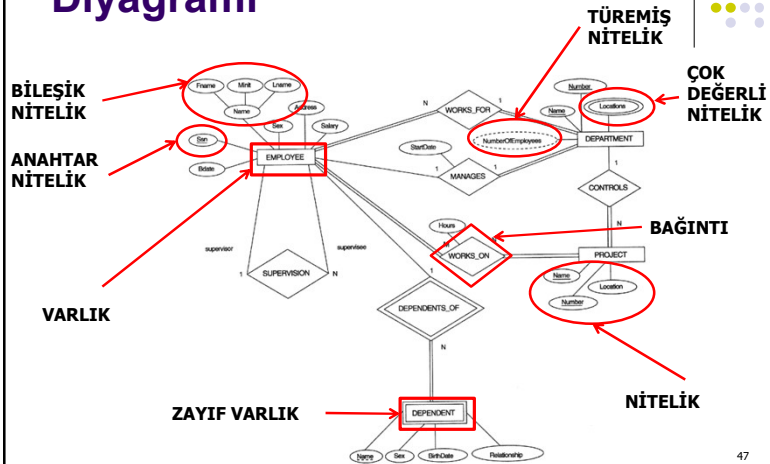 Diyagramı
TÜREMİŞ
NİTELİK
ÇOK
DEĞERLİ
NİTELİK
BİLEŞİK
NİTELİK
ANAHTAR
NİTELİK
Fname
Minit
Lname
Name
Address
Sex
Salary
Ssn
Bdate
EMPLOYEE
N
WORKS_FOR
1
Number
Name
Locations
NumberOfEmployees
DEPARTMENT
StartDate
1
MANAGES
1
1
CONTROLS
N
BAĞINTI
Hours
M
WORKS_ON
N
PROJECT
Name
Location
Number
supervisor
supervisee
1
SUPERVISION
N
1
DEPENDENTS_OF
N
VARLIK
ZAYIF VARLIK
DEPENDENT
NİTELİK
Name
Sex
BirthDate
Relationship
47